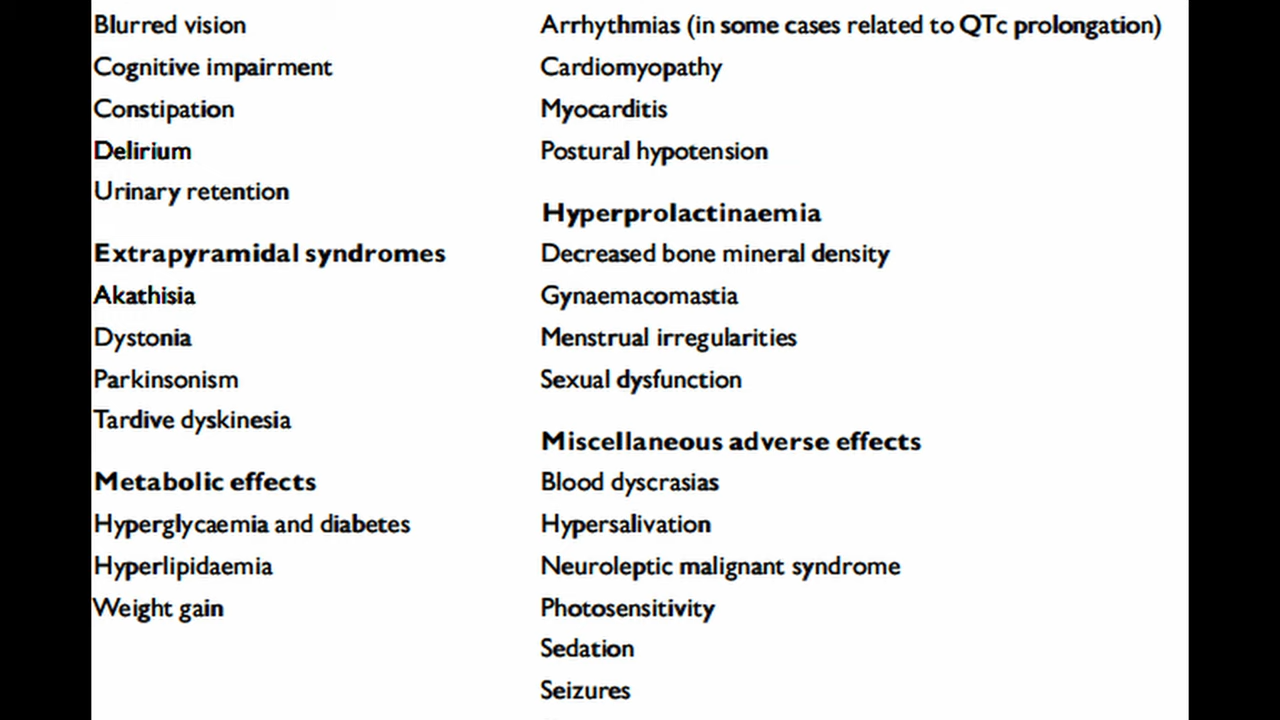 Blurred vision
Cognitive impairment
Constipation
Delirium
Urinary retention
Extrapyramidal syndromes
Akathisia
Dystonia
Parkinsonism
Tardive dyskinesia
Metabolic effects
Hyperglycaemia and diabetes
Hyperlipidaemia
Weight gain
Arrhythmias (in some cases related to QTc prolongation)
Cardiomyopathy
Myocarditis
Postural hypotension
Hyperprolactinaemia
Decreased bone mineral density
Gynaemacomastia
Menstrual irregularities
Sexual dysfunction
Miscellaneous adverse effects
Blood dyscrasias
Hypersalivation
Neuroleptic malignant syndrome
Photosensitivity
Sedation
Seizures